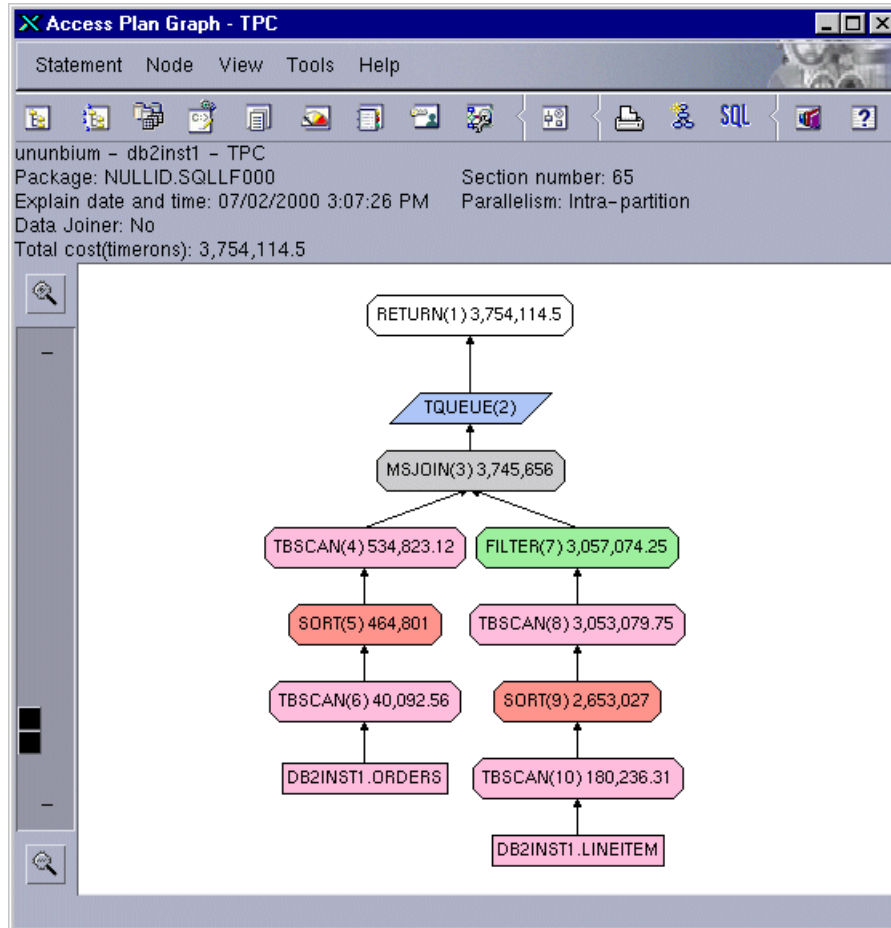 Access Plan Graph - TPC
Statement Node View Tools Help
SQL ?
ununbium - db2inst1 - TPC
Package: NULLID.SQLLF000 Section number: 65
Explain date and time: 07/02/2000 3:07:26 PM Parallelism: Intra-partition
Data Joiner: No
Total cost(timerons): 3,754,114.5
RETURN(1) 3,754,114.5
TQUEUE(2)
MSJOIN(3) 3,745,656
TBSCAN(4) 534,823.12 FILTER(7) 3,057,074.25
SORT(5) 464,801 TBSCAN(8) 3,053,079.75
TBSCAN(6) 40,092.56 SORT(9) 2,653,027
DB2INST1.ORDERS TBSCAN(10) 180,236.31
DB2INST1.LINEITEM